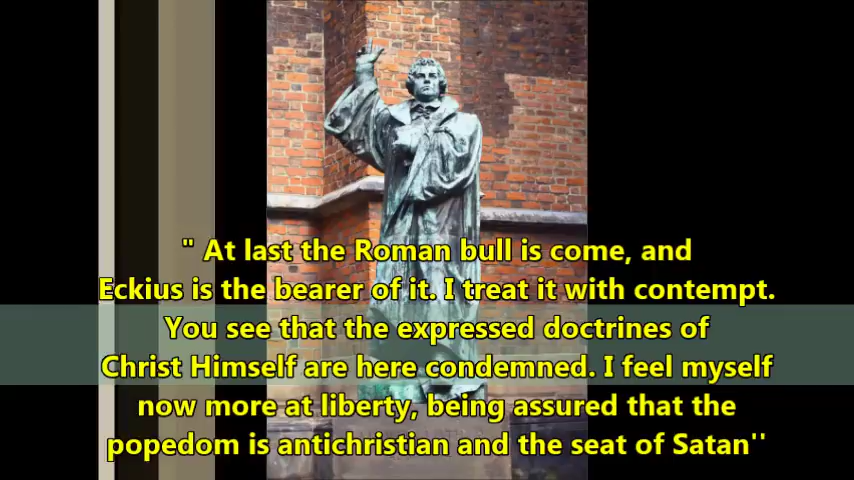 " At last the Roman bull is come, and
Eckius is the bearer of it. I treat it with contempt.
You see that the expressed doctrines of
Christ Himself are here condemned. I feel myself
now more at liberty, being assured that the
popedom is antichristian and the seat of Satan''